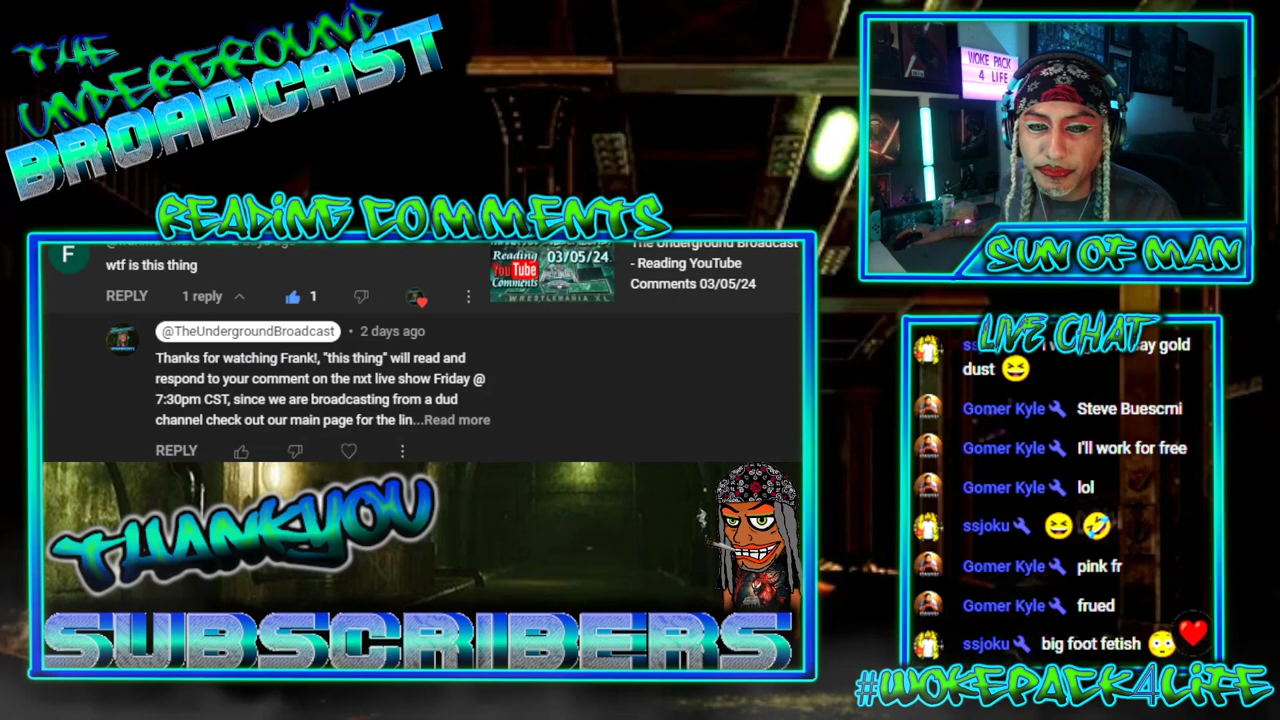 THE
UNDERGROUND
BROADCAST
READING COMMENTS
F
wtf is this thing
REPLY
1 reply
1
Reading
YouTube
Comments
03/05/24
WRESTLEMANIA XL
The Underground Broadcast
- Reading YouTube
Comments 03/05/24
@TheUndergroundBroadcast • 2 days ago
Thanks for watching Frank!, "this thing" will read and
respond to your comment on the nxt live show Friday @
7:30pm CST, since we are broadcasting from a dud
channel check out our main page for the lin...Read more
REPLY
THANKYOU
SUBSCRIBERS
WOKE PACK
4 LIFE
SUN OF MAN
LIVE CHAT
ay gold
dust 😆
Gomer Kyle Steve Buescmi
Gomer Kyle I'll work for free
Gomer Kyle lol
ssjoku 😆 🤣
Gomer Kyle pink fr
Gomer Kyle frued
ssjoku big foot fetish 😳
#WOKEPACK4LIFE